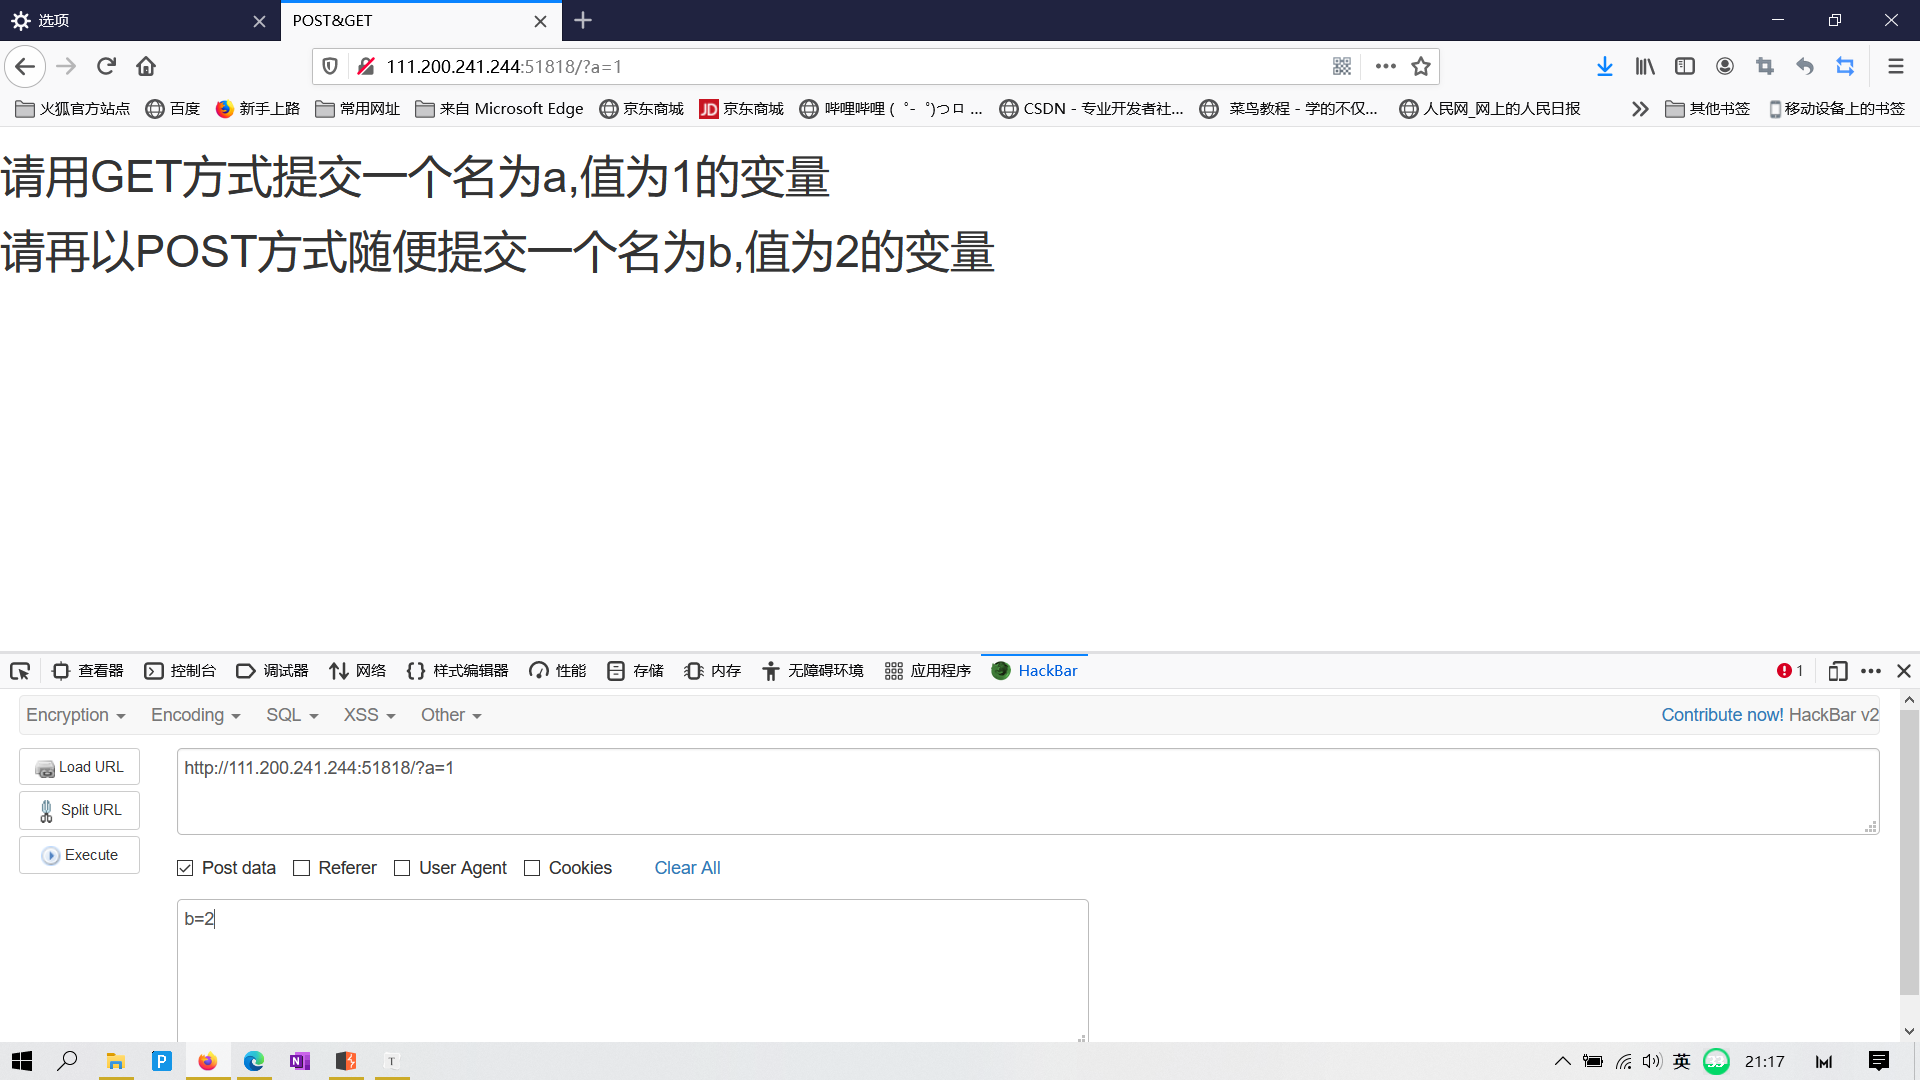 选项
POST&GET
111.200.241.244:51818/?a=1
火狐官方站点 百度 新手上路 常用网址 来自 Microsoft Edge 京东商城 JD 京东商城 哔哩哔哩 ( ゜- ゜)つロ ... CSDN - 专业开发者社... 菜鸟教程 - 学的不仅... 人民网_网上的人民日报 其他书签 移动设备上的书签
请用GET方式提交一个名为a,值为1的变量
请再以POST方式随便提交一个名为b,值为2的变量
查看器 控制台 调试器 网络 样式编辑器 性能 存储 内存 无障碍环境 应用程序 HackBar 1
Encryption Encoding SQL XSS Other Contribute now! HackBar v2
Load URL
http://111.200.241.244:51818/?a=1
Split URL
Execute
Post data Referer User Agent Cookies Clear All
b=2
P N T 英 33 21:17